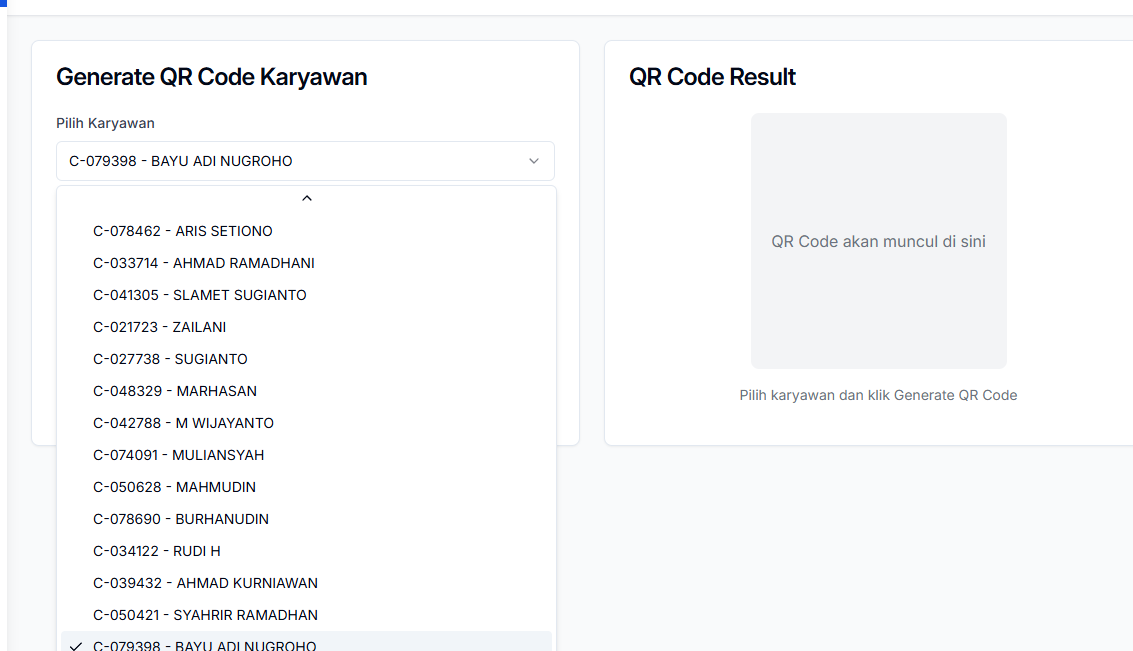 Generate QR Code Karyawan
Pilih Karyawan
C-079398 - BAYU ADI NUGROHO
C-078462 - ARIS SETIONO
C-033714 - AHMAD RAMADHANI
C-041305 - SLAMET SUGIANTO
C-021723 - ZAILANI
C-027738 - SUGIANTO
C-048329 - MARHASAN
C-042788 - M WIJAYANTO
C-074091 - MULIANSYAH
C-050628 - MAHMUDIN
C-078690 - BURHANUDIN
C-034122 - RUDI H
C-039432 - AHMAD KURNIAWAN
C-050421 - SYAHRIR RAMADHAN
C-079398 - BAYU ADI NUGROHO
QR Code Result
QR Code akan muncul di sini
Pilih karyawan dan klik Generate QR Code